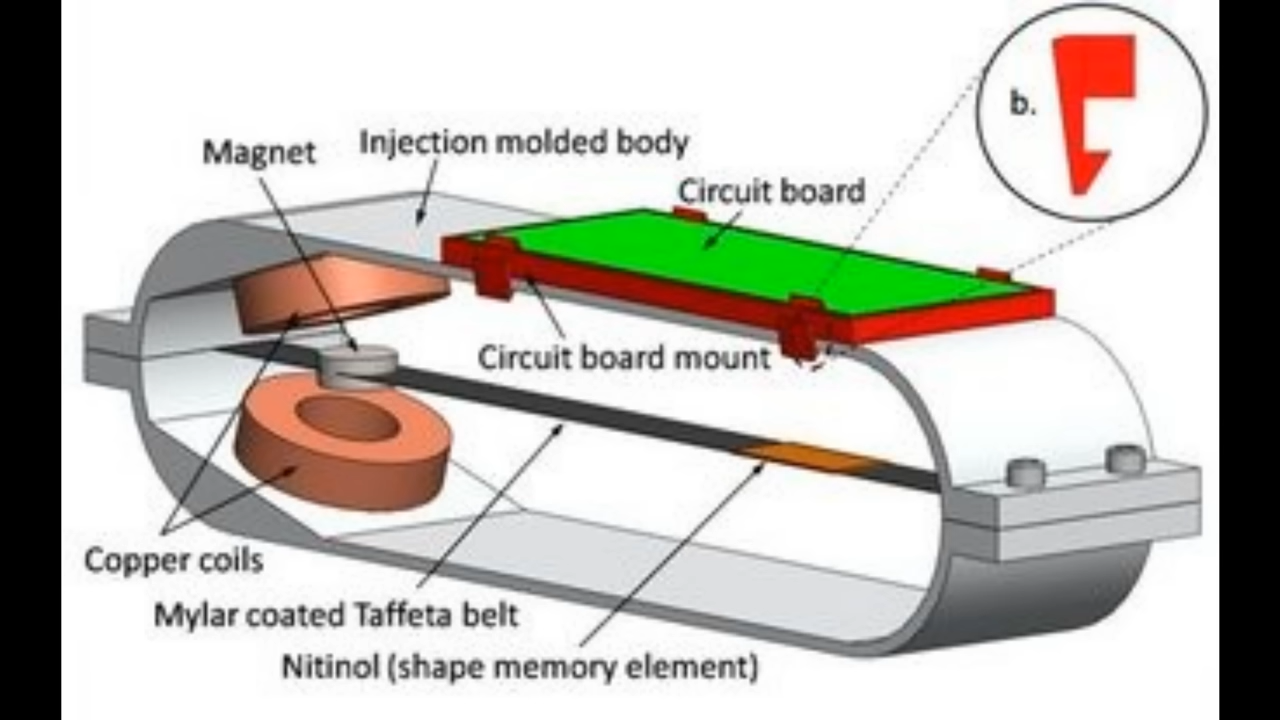 b.
Magnet
Injection molded body
Circuit board
Circuit board mount
Copper coils
Mylar coated Taffeta belt
Nitinol (shape memory element)